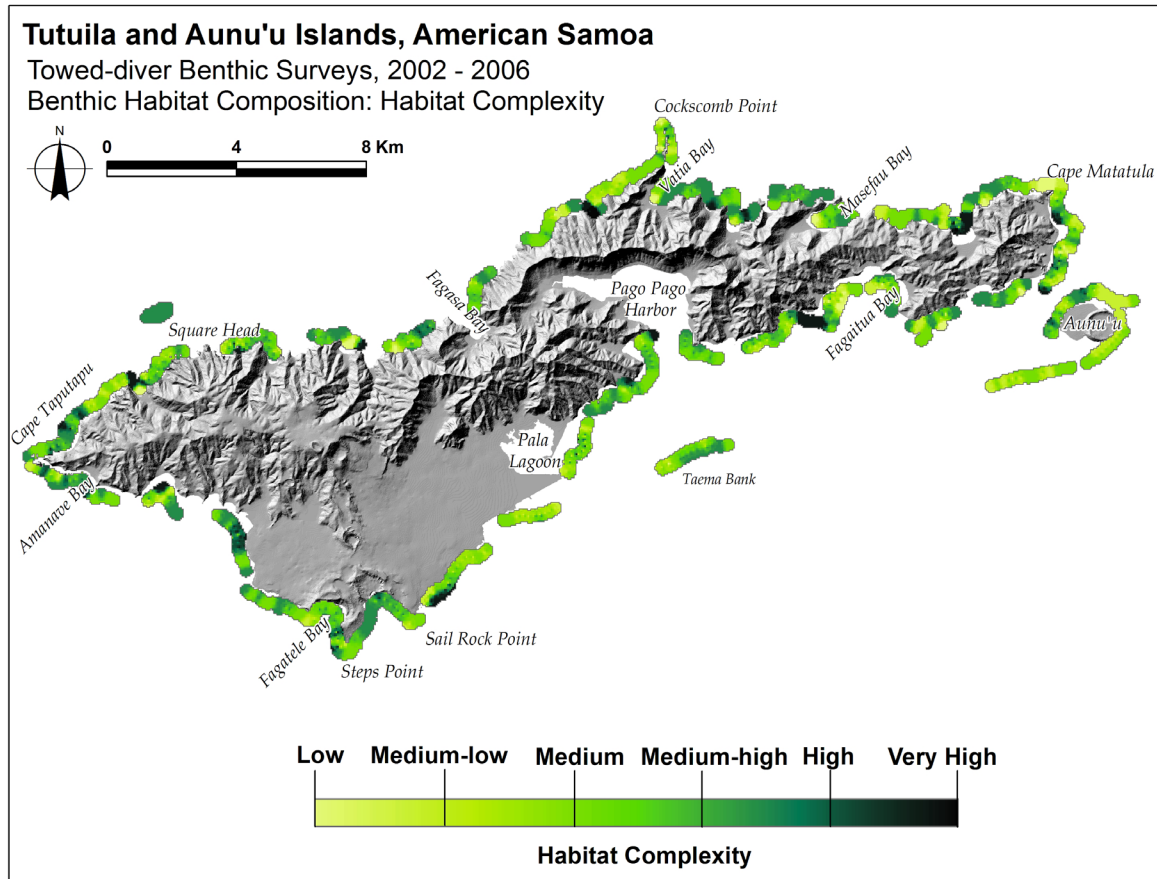 Tutuila and Aunu'u Islands, American Samoa
Towed-diver Benthic Surveys, 2002 - 2006
Benthic Habitat Composition: Habitat Complexity
N
0 4 8 Km
Cockscomb Point
Vatia Bay
Masefau Bay
Cape Matatula
Fagasa Bay
Pago Pago
Harbor
Fagaitua Bay
Aunu'u
Square Head
Cape Taputapu
Pala
Lagoon
Taema Bank
Amanave Bay
Fagatele Bay
Sail Rock Point
Steps Point
Low Medium-low Medium Medium-high High Very High
Habitat Complexity